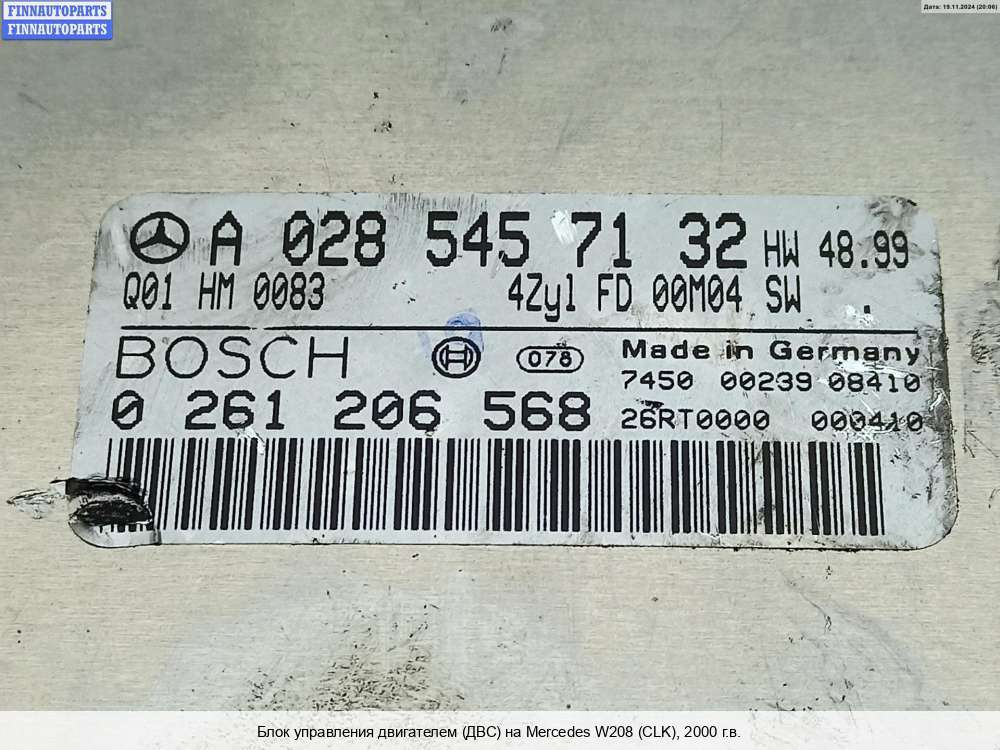 FINNAUTOPARTS
FINNAUTOPARTS
Дата: 19.11.2024 (20:06)
A 028 545 71 32 HW 48.99
Q01 HM 0083 4Zyl FD 00M04 SW .
BOSCH H 078 Made in Germany
7450 00239 08410
0 261 206 568 26RT0000 000410
Блок управления двигателем (ДВС) на Mercedes W208 (CLK), 2000 г.в.